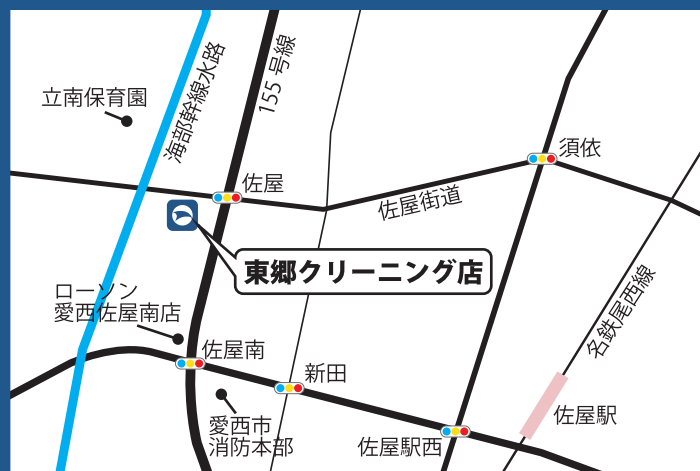 海部幹線水路
155号線
立南保育園
須依
佐屋
佐屋街道
東郷クリーニング店
名鉄尾西線
ローソン
愛西佐屋南店
佐屋南
新田
佐屋駅
愛西市
消防本部
佐屋駅西